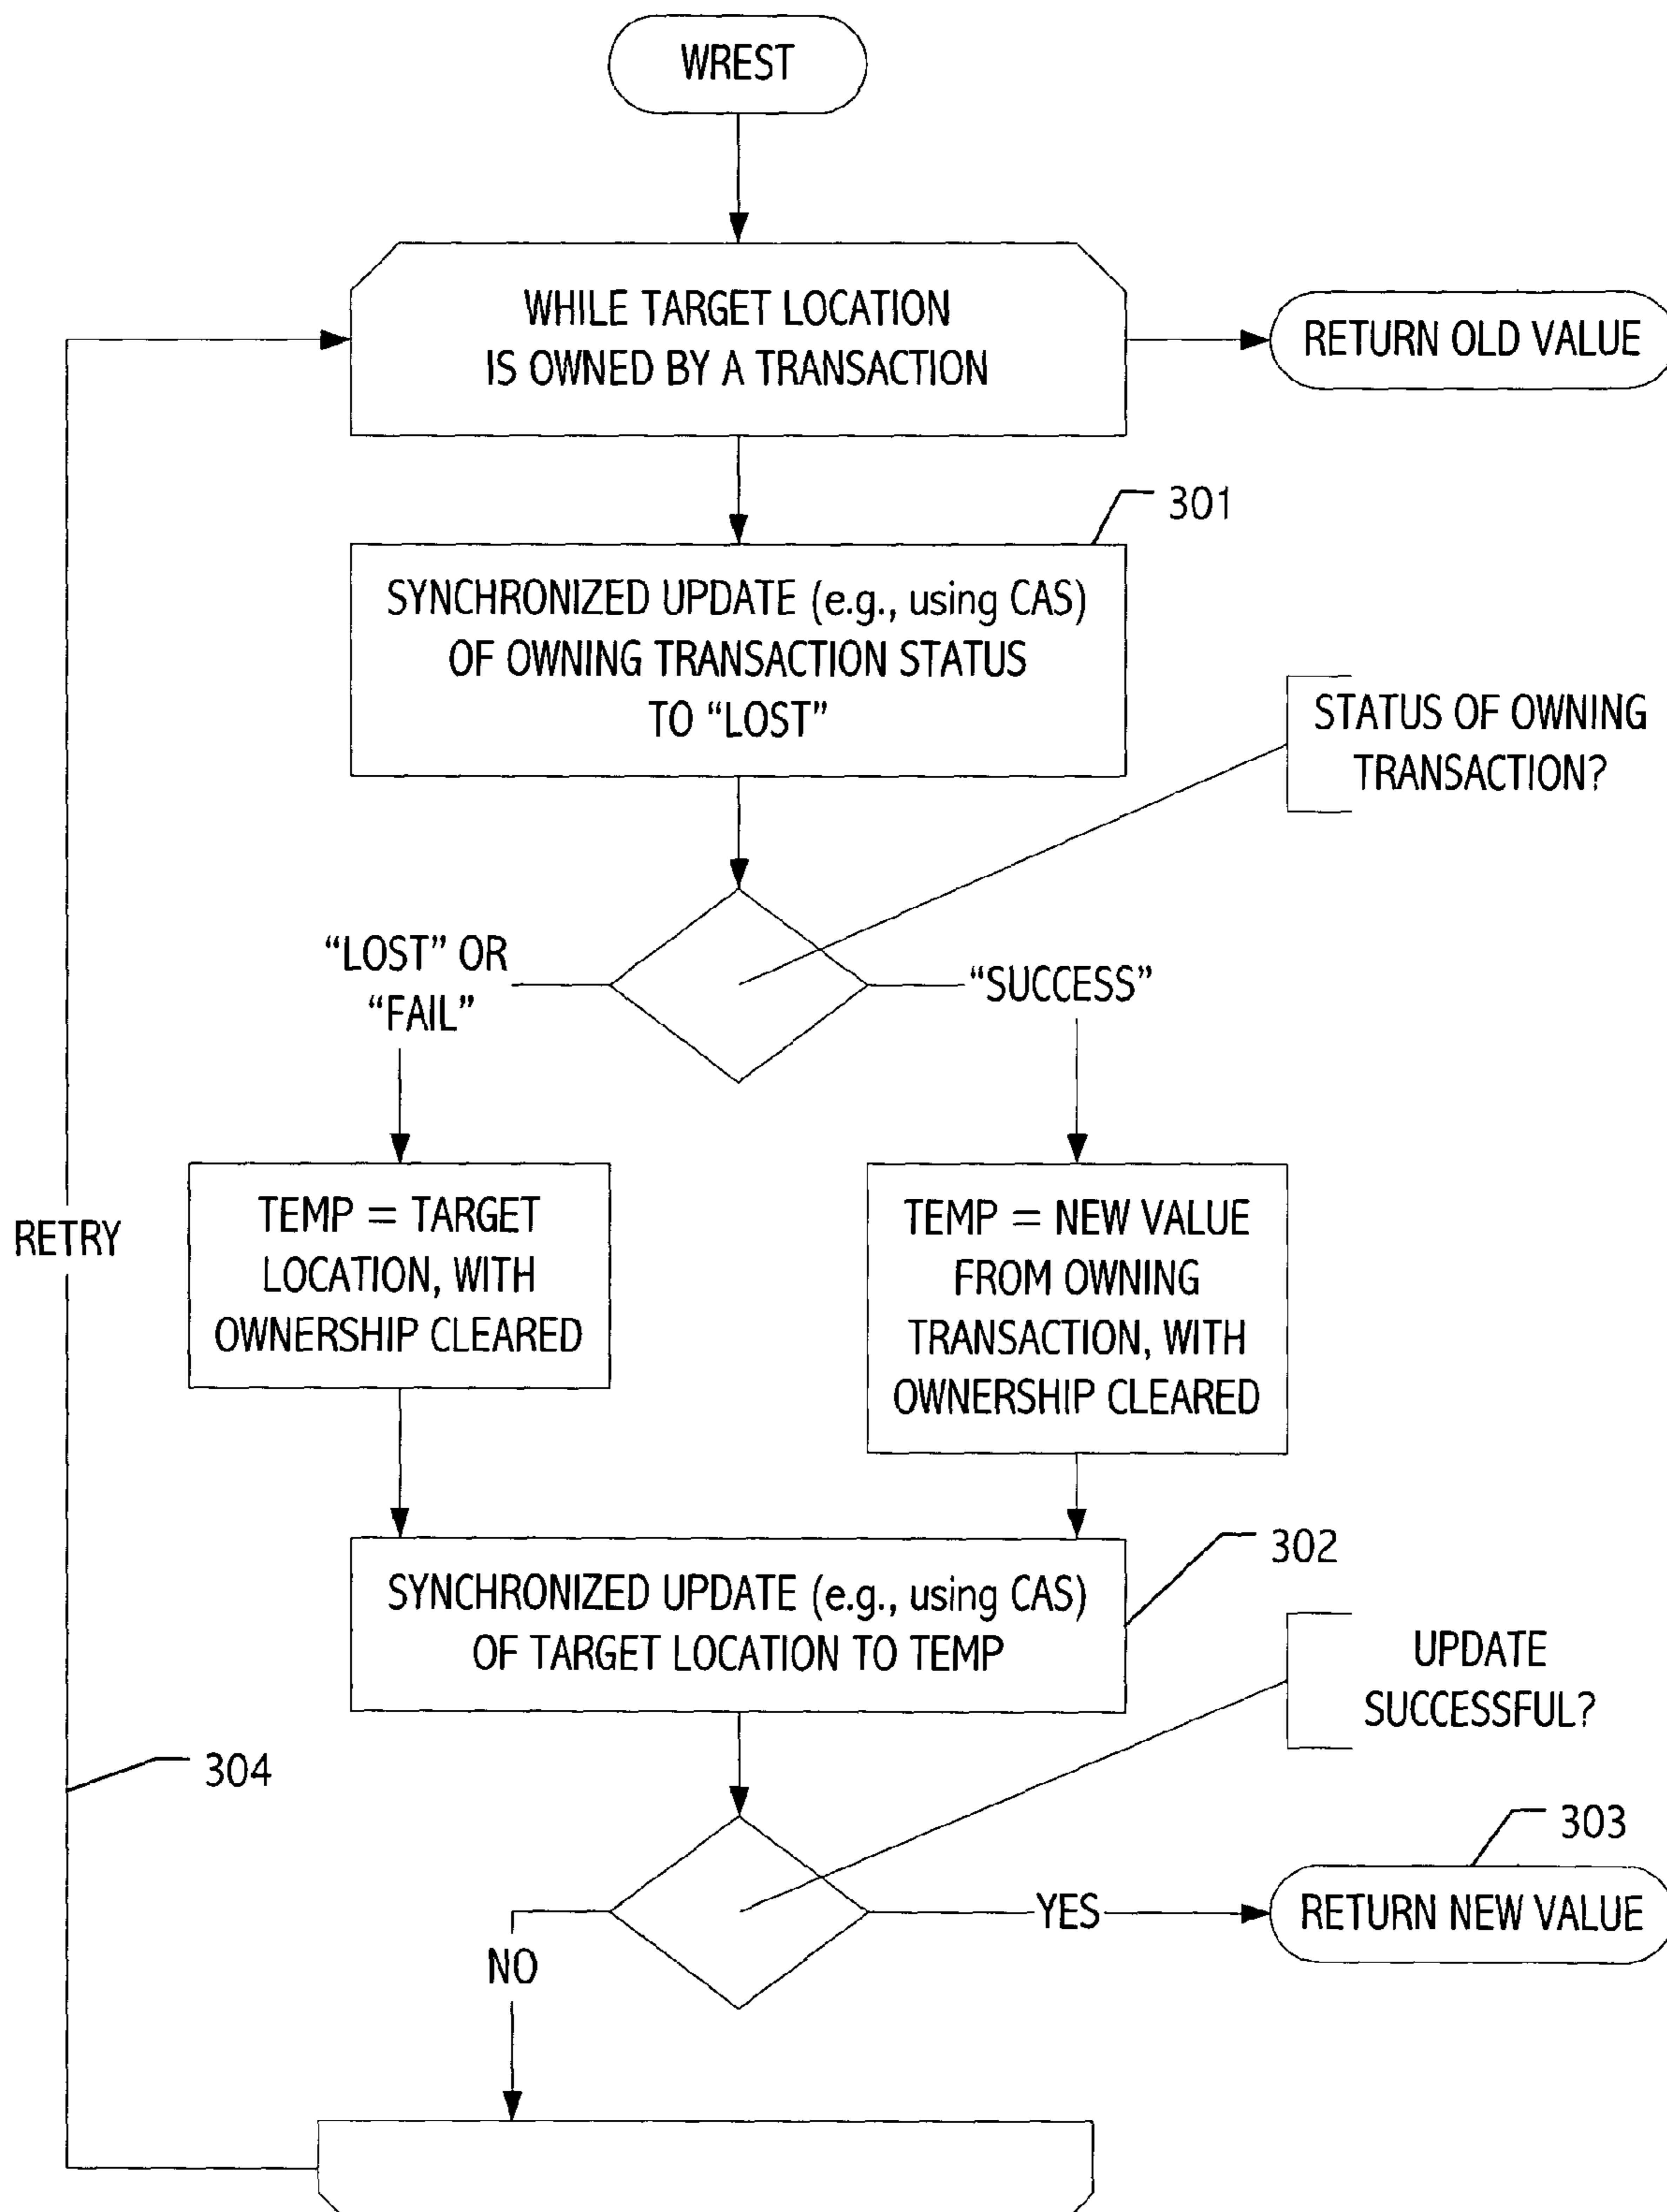 WREST
WHILE TARGET LOCATION
IS OWNED BY A TRANSACTION
RETURN OLD VALUE
301
SYNCHRONIZED UPDATE (e.g., using CAS)
OF OWNING TRANSACTION STATUS
TO “LOST”
STATUS OF OWNING
TRANSACTION?
“LOST” OR
“FAIL”
“SUCCESS”
RETRY
TEMP = TARGET
LOCATION, WITH
OWNERSHIP CLEARED
TEMP = NEW VALUE
FROM OWNING
TRANSACTION, WITH
OWNERSHIP CLEARED
302
SYNCHRONIZED UPDATE (e.g., using CAS)
OF TARGET LOCATION TO TEMP
UPDATE
SUCCESSFUL?
304
303
YES
RETURN NEW VALUE
NO